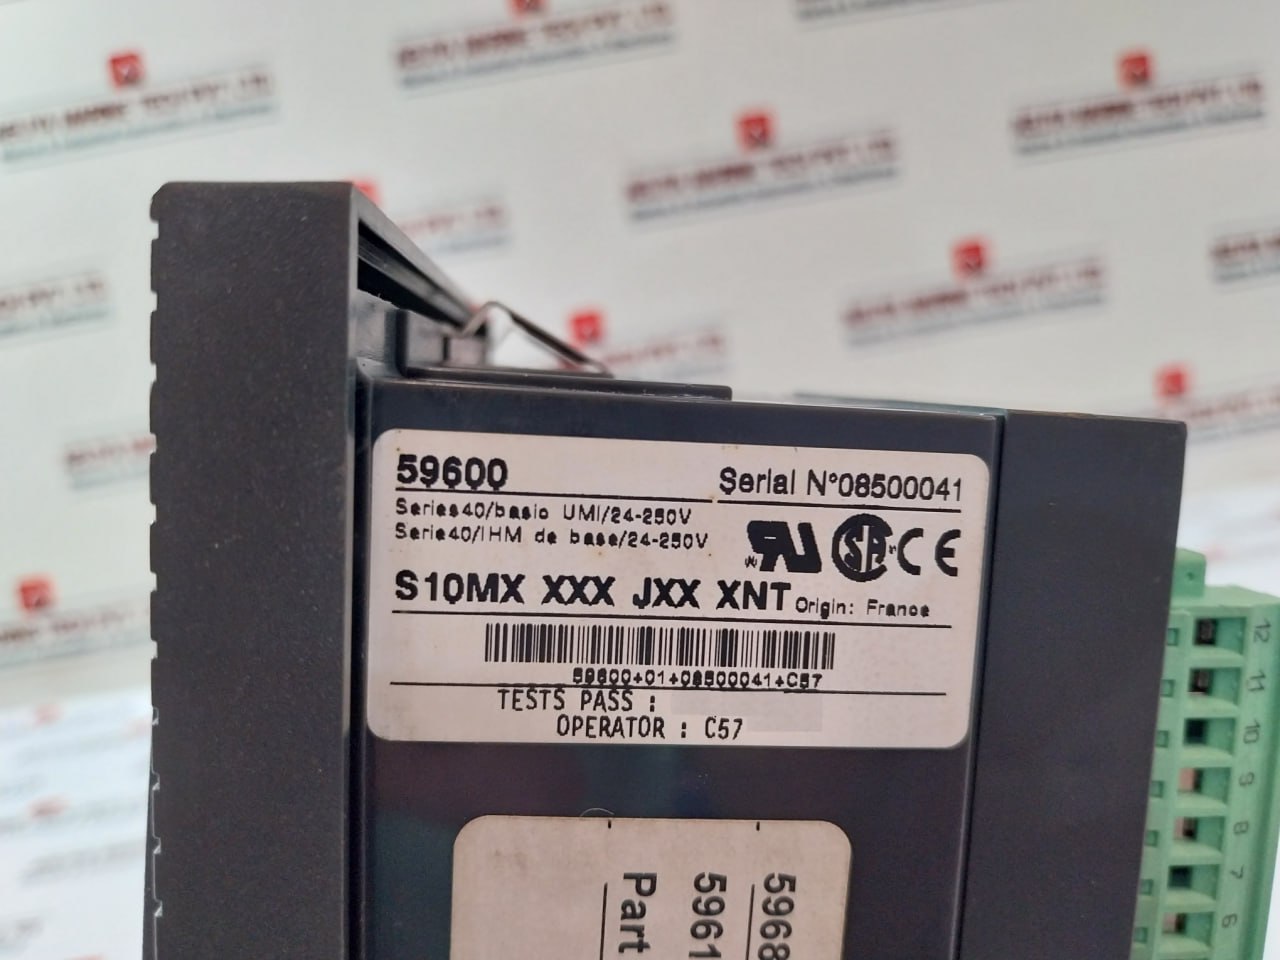 59600
Serial N°08500041
Series40/basic UMI/24-250V
Serie40/IHM de base/24-250V
S10MX XXX JXX XNT Origin: France
59600+01+08500041+C57
TESTS PASS :
OPERATOR : C57
5968
5961
Part
12
11
10
9
8
7
6